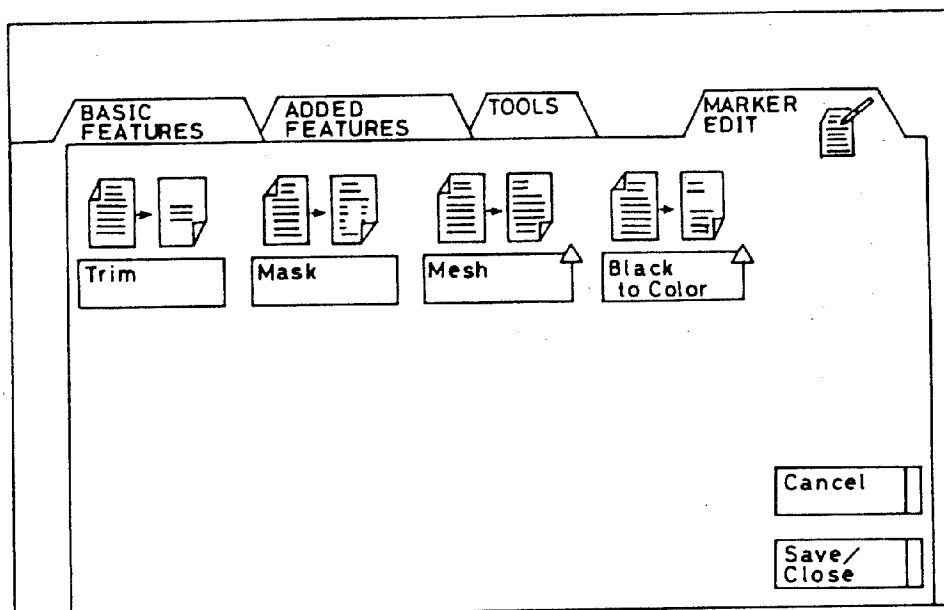 BASIC
FEATURES
ADDED
FEATURES
TOOLS
MARKER
EDIT
Trim
Mask
Mesh
Black
to Color
Cancel
Save/
Close